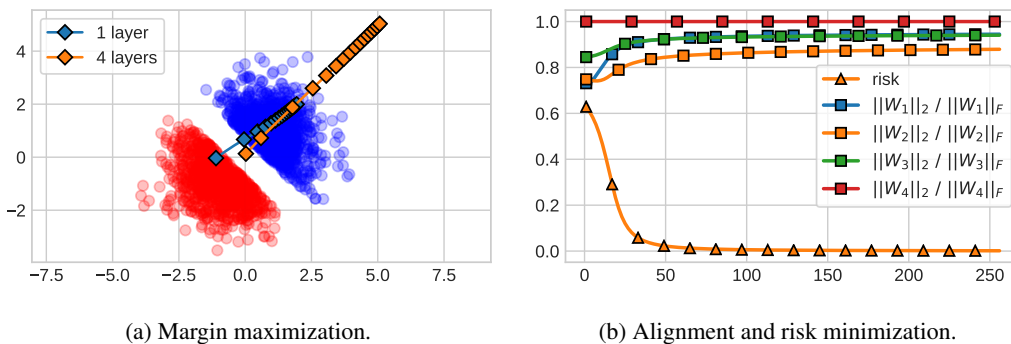 1 layer
4 layers
4
2
0
−2
−7.5 −5.0 −2.5 0.0 2.5 5.0 7.5
(a) Margin maximization.
1.0
0.8
0.6
0.4
0.2
0.0
risk
||W₁||₂ / ||W₁||F
||W₂||₂ / ||W₂||F
||W₃||₂ / ||W₃||F
||W₄||₂ / ||W₄||F
0 50 100 150 200 250
(b) Alignment and risk minimization.